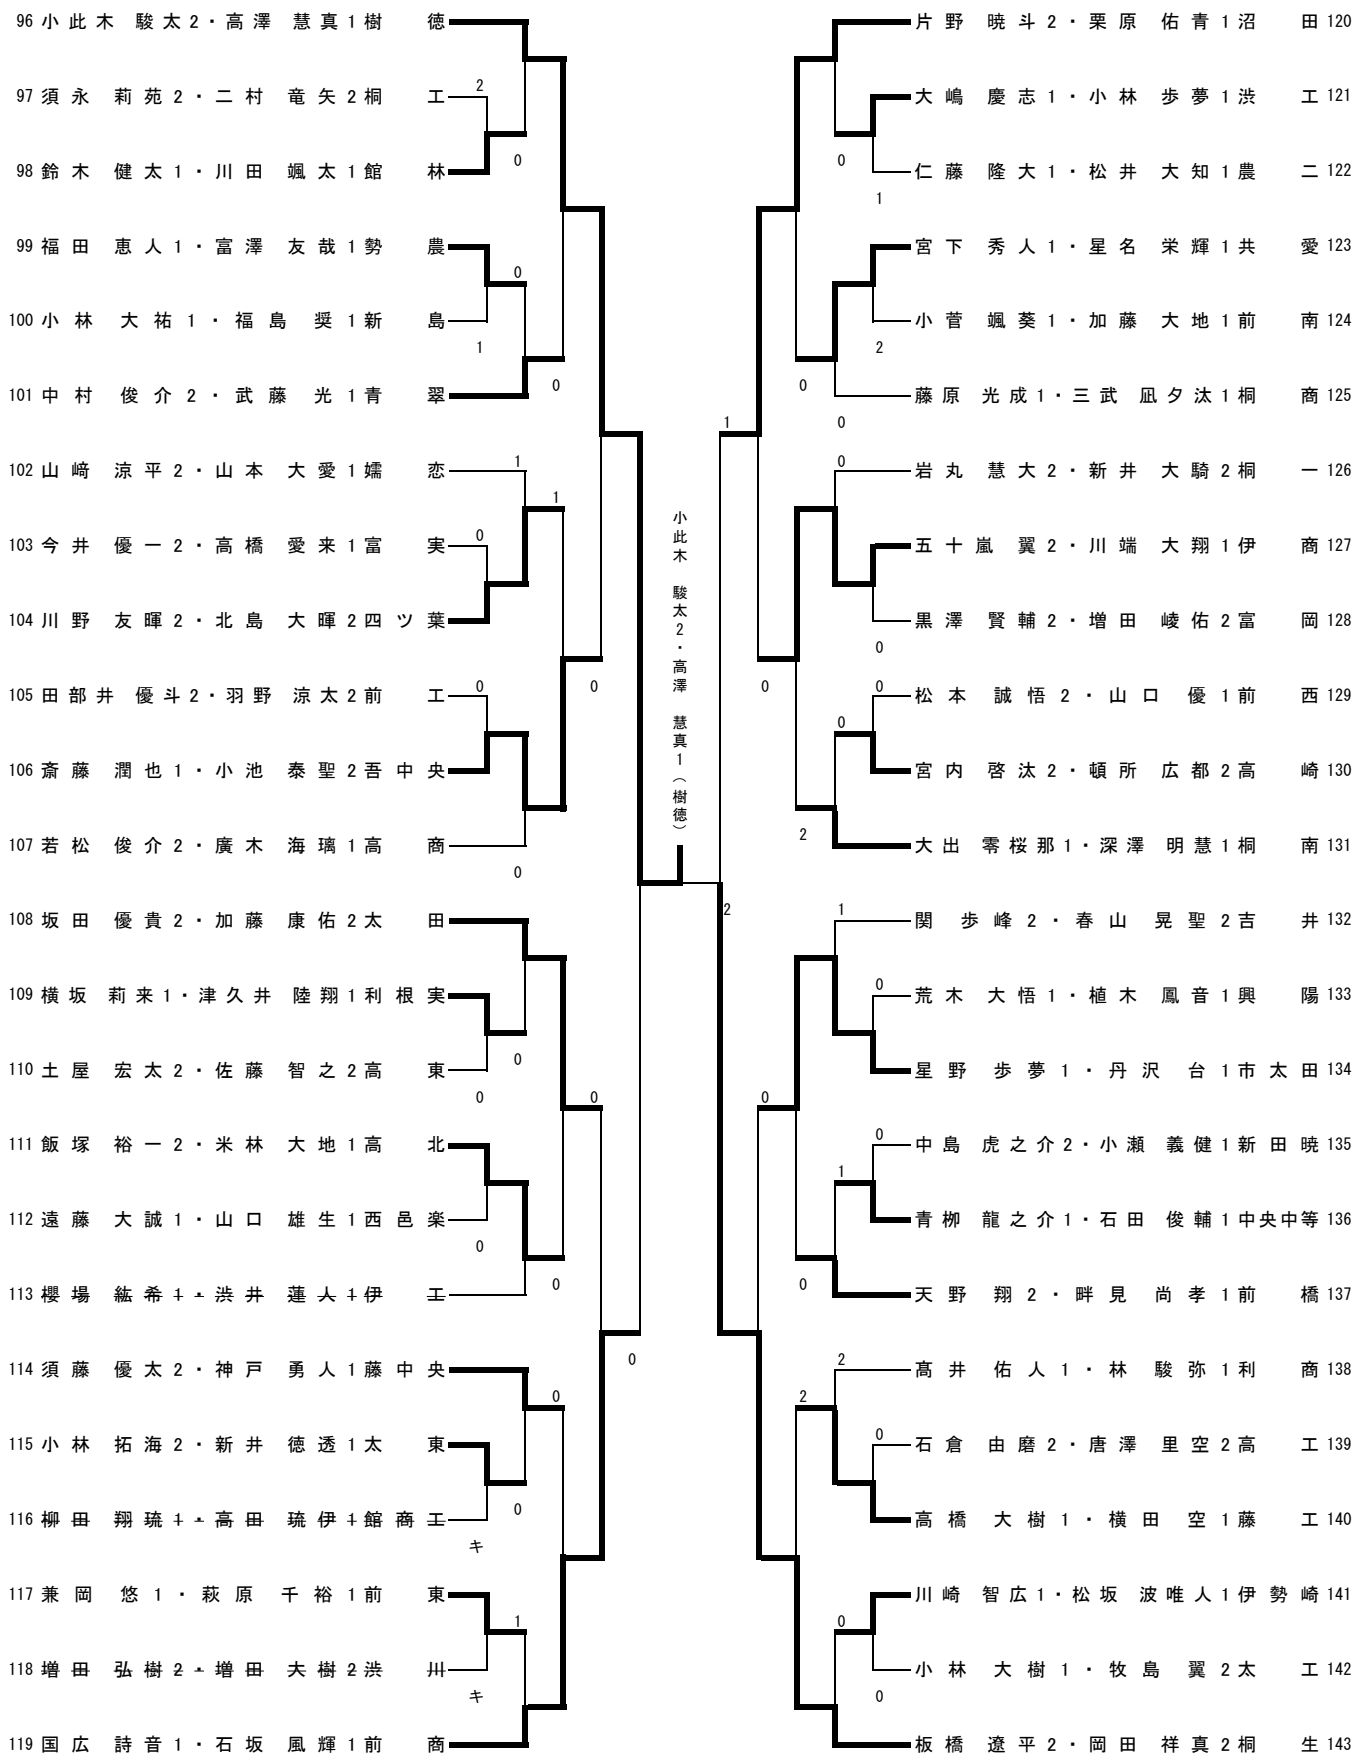 96 小此木 駿太2・高澤 慧真1樹 徳
2
97 須永 莉苑2・二村 竜矢2桐 工
0
98 鈴木 健太1・川田 颯太1館 林
99 福田 恵人1・富澤 友哉1勢 農
0
100 小林 大祐1・福島 奨1新 島
1
0
101 中村 俊介2・武藤 光1青 翠
102 山﨑 涼平2・山本 大愛1嬬 恋
1
1
103 今井 優一2・高橋 愛来1富 実
0
104 川野 友暉2・北島 大暉2四ツ葉
105 田部井 優斗2・羽野 涼太2前 工
0
0
106 斎藤 潤也1・小池 泰聖2吾中央
107 若松 俊介2・廣木 海璃1高 商
0
108 坂田 優貴2・加藤 康佑2太 田
109 横坂 莉来1・津久井 陸翔1利根実
0
110 土屋 宏太2・佐藤 智之2高 東
0
0
111 飯塚 裕一2・米林 大地1高 北
112 遠藤 大誠1・山口 雄生1西邑楽
0
0
113 櫻場 紘希1・渋井 蓮人1伊 工
0
114 須藤 優太2・神戸 勇人1藤中央
0
115 小林 拓海2・新井 徳透1太 東
0
116 柳田 翔琉1・高田 琉伊1館商工
キ
117 兼岡 悠1・萩原 千裕1前 東
1
118 増田 弘樹2・増田 大樹2渋 川
キ
119 国広 詩音1・石坂 風輝1前 商
小此木 駿太2・高澤 慧真1(樹徳)
1
2
片野 暁斗2・栗原 佑青1沼 田 120
大嶋 慶志1・小林 歩夢1渋 工 121
0
仁藤 隆大1・松井 大知1農 二 122
1
宮下 秀人1・星名 栄輝1共 愛 123
小菅 颯葵1・加藤 大地1前 南 124
2
0
藤原 光成1・三武 凪夕汰1桐 商 125
0
0
岩丸 慧大2・新井 大騎2桐 一 126
五十嵐 翼2・川端 大翔1伊 商 127
黒澤 賢輔2・増田 崚佑2富 岡 128
0
0
0
松本 誠悟2・山口 優1前 西 129
0
宮内 啓汰2・頓所 広都2高 崎 130
2
大出 零桜那1・深澤 明慧1桐 南 131
1
関 歩峰2・春山 晃聖2吉 井 132
0
荒木 大悟1・植木 鳳音1興 陽 133
星野 歩夢1・丹沢 台1市太田 134
0
0
中島 虎之介2・小瀬 義健1新田暁 135
1
青栁 龍之介1・石田 俊輔1中央中等 136
0
天野 翔2・畔見 尚孝1前 橋 137
2
髙井 佑人1・林 駿弥1利 商 138
2
0
石倉 由磨2・唐澤 里空2高 工 139
高橋 大樹1・横田 空1藤 工 140
川崎 智広1・松坂 波唯人1伊勢崎 141
0
小林 大樹1・牧島 翼2太 工 142
0
板橋 遼平2・岡田 祥真2桐 生 143